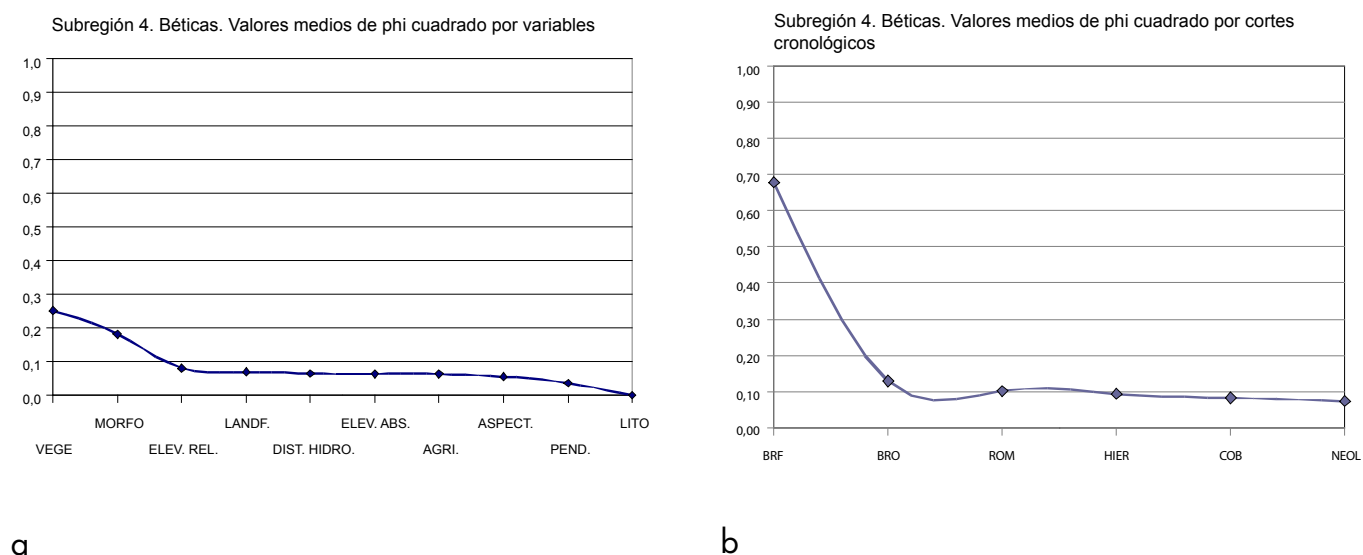 Subregión 4. Béticas. Valores medios de phi cuadrado por variables
1,0
0,9
0,8
0,7
0,6
0,5
0,4
0,3
0,2
0,1
0,0
MORFO LANDF. ELEV. ABS. ASPECT. LITO
VEGE ELEV. REL. DIST. HIDRO. AGRI. PEND.
a
Subregión 4. Béticas. Valores medios de phi cuadrado por cortes
cronológicos
1,00
0,90
0,80
0,70
0,60
0,50
0,40
0,30
0,20
0,10
0,00
BRF BRO ROM HIER COB NEOL
b